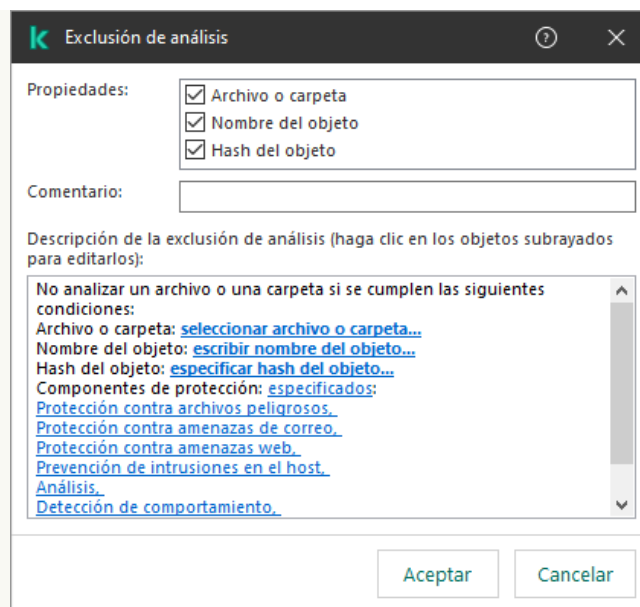 Exclusión de análisis
Propiedades:
Archivo o carpeta
Nombre del objeto
Hash del objeto
Comentario:
Descripción de la exclusión de análisis (haga clic en los objetos subrayados
para editarlos):
No analizar un archivo o una carpeta si se cumplen las siguientes
condiciones:
Archivo o carpeta: seleccionar archivo o carpeta...
Nombre del objeto: escribir nombre del objeto...
Hash del objeto: especificar hash del objeto...
Componentes de protección: especificados:
Protección contra archivos peligrosos,
Protección contra amenazas de correo,
Protección contra amenazas web,
Prevención de intrusiones en el host,
Análisis,
Detección de comportamiento,
Aceptar
Cancelar